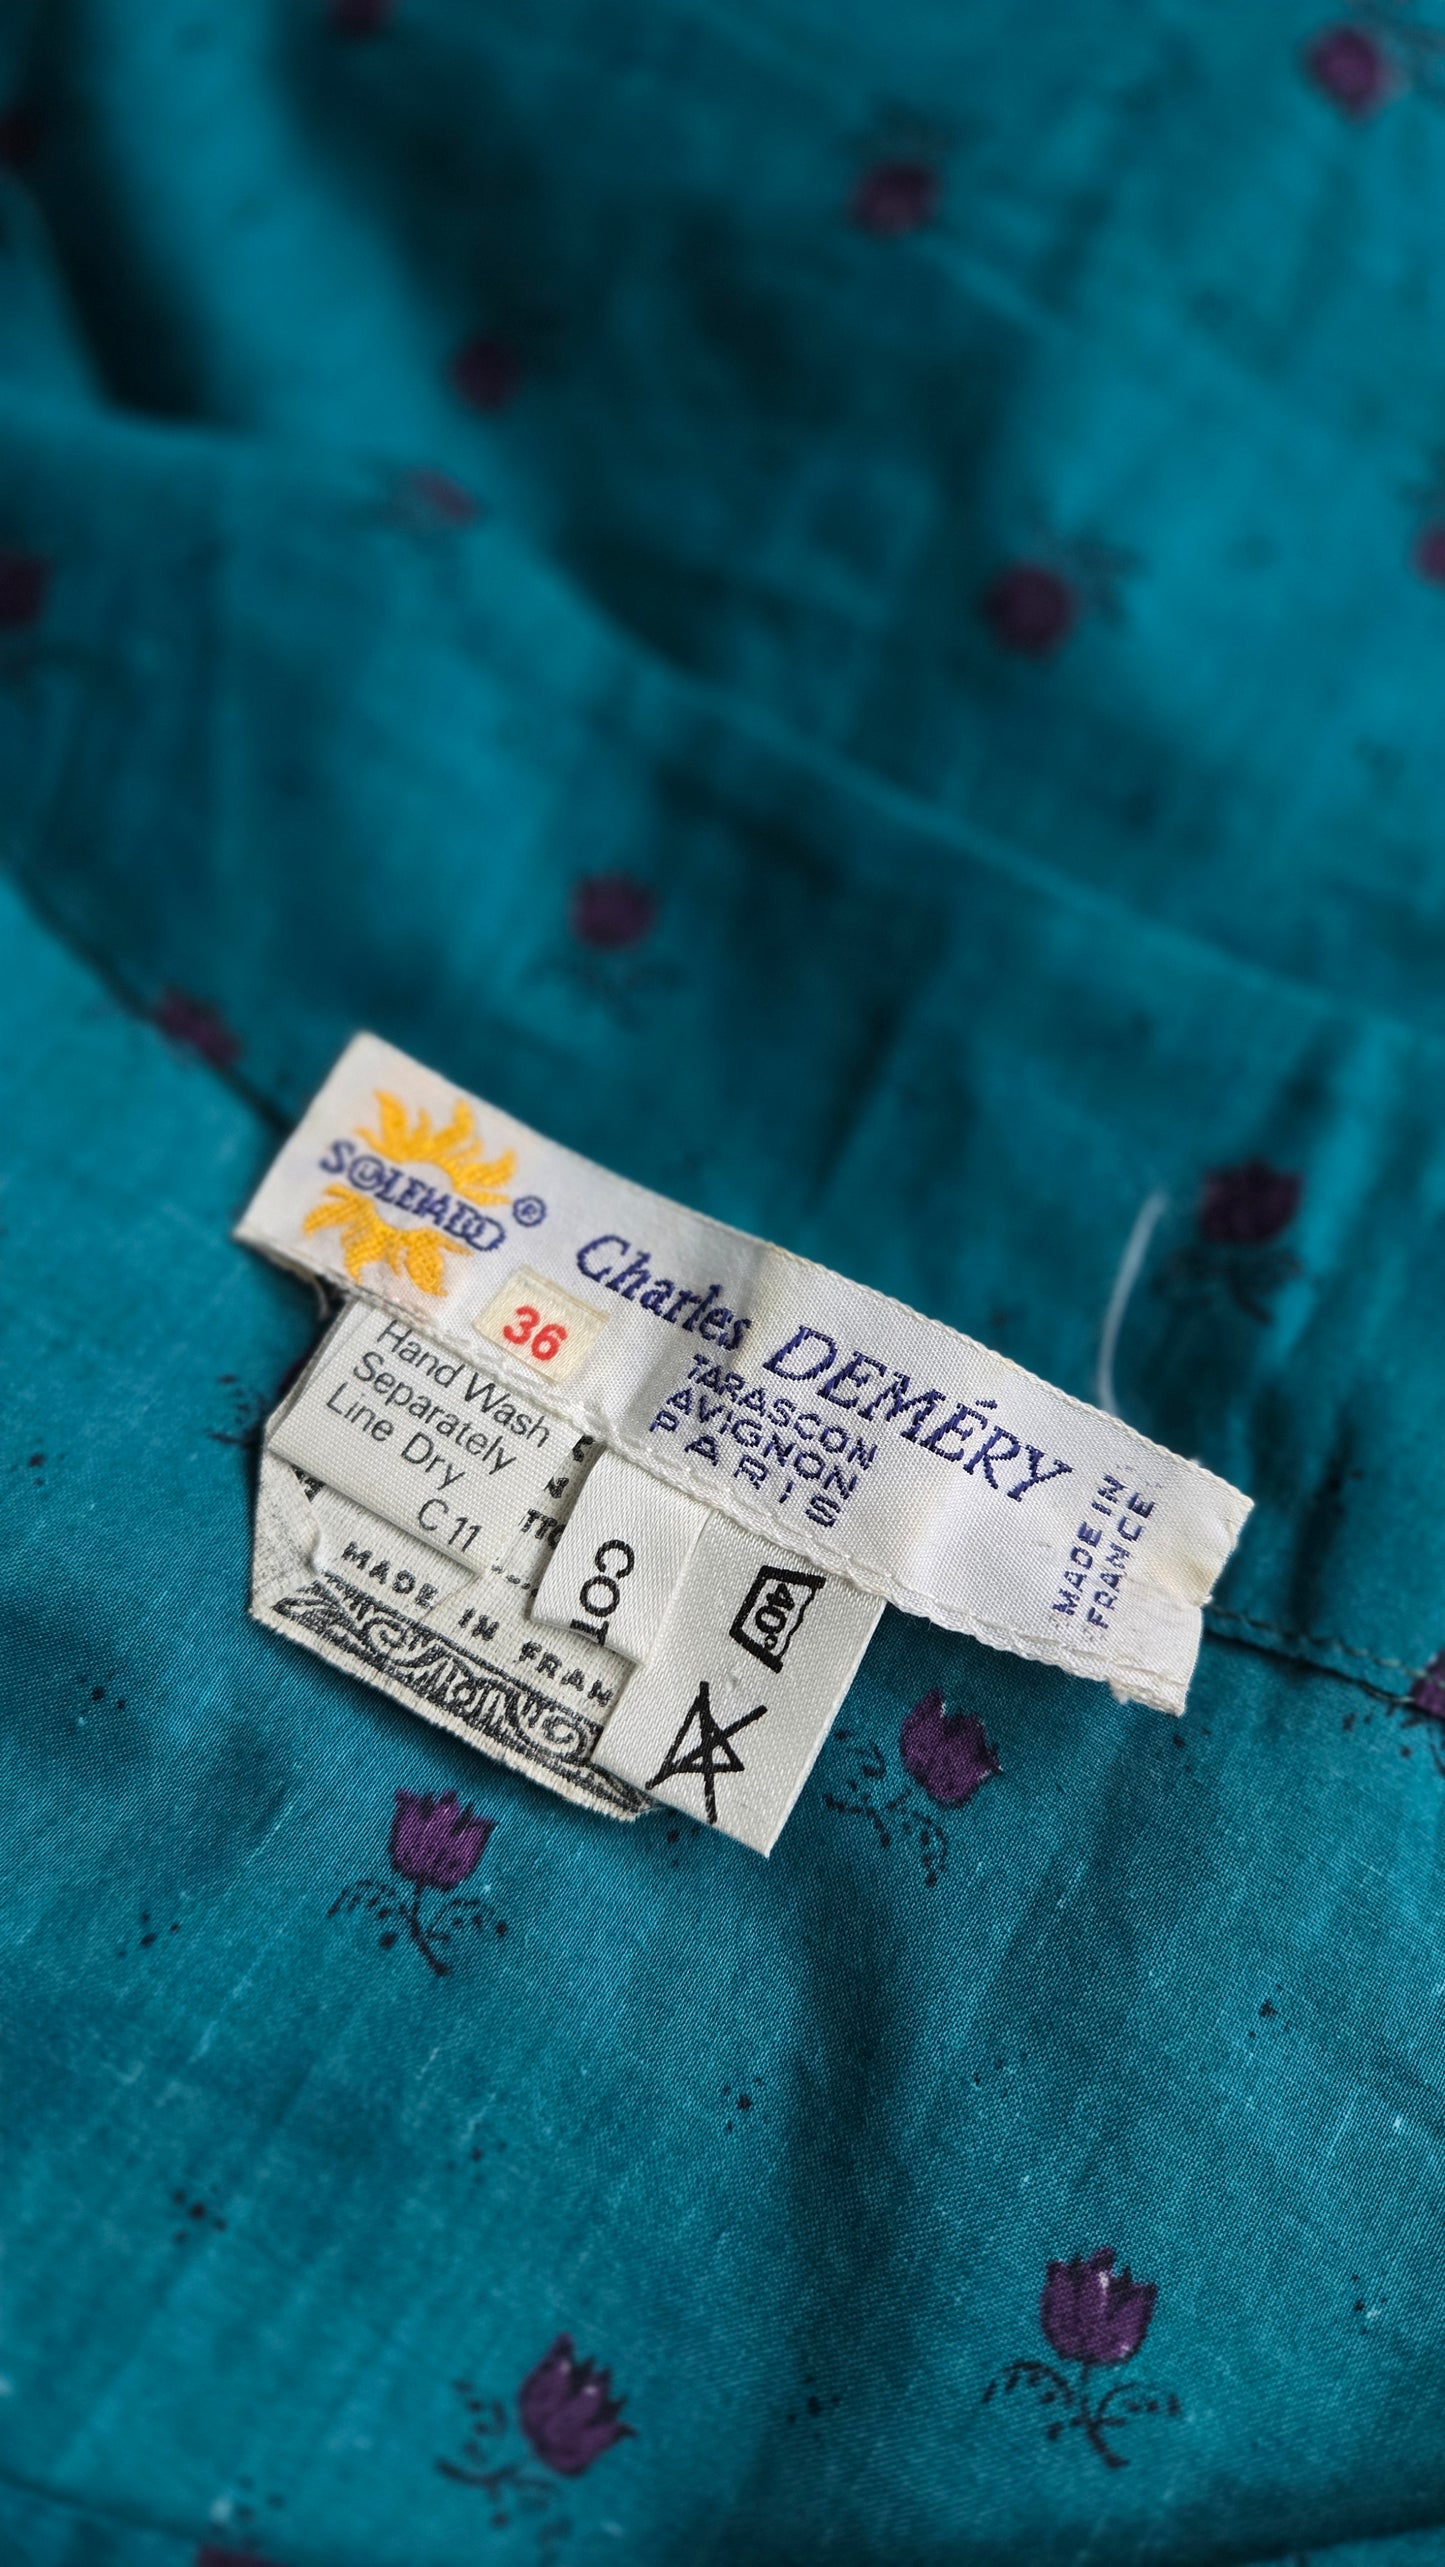 SOLEIADO ®
Charles DEMÉRY
TARASCON
AVIGNON
PARIS
MADE IN
FRANCE
36
Hand Wash
Separately
Line Dry
C 11
MADE IN FRAN
COT
40°